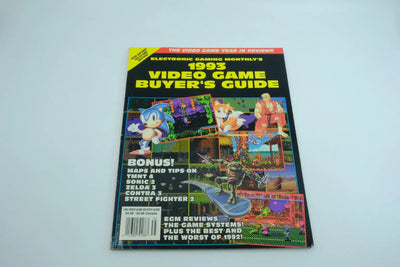 THE VIDEO GAME YEAR IN REVIEW!
ELECTRONIC GAMING MONTHLY'S
1993
VIDEO GAME
BUYER'S GUIDE
BONUS!
MAPS AND TIPS ON
TMNT 4
SONIC 2
ZELDA 3
CONTRA 3
STREET FIGHTER 2
EGM REVIEWS
THE GAME SYSTEMS!
PLUS THE BEST AND
THE WORST OF 1992!